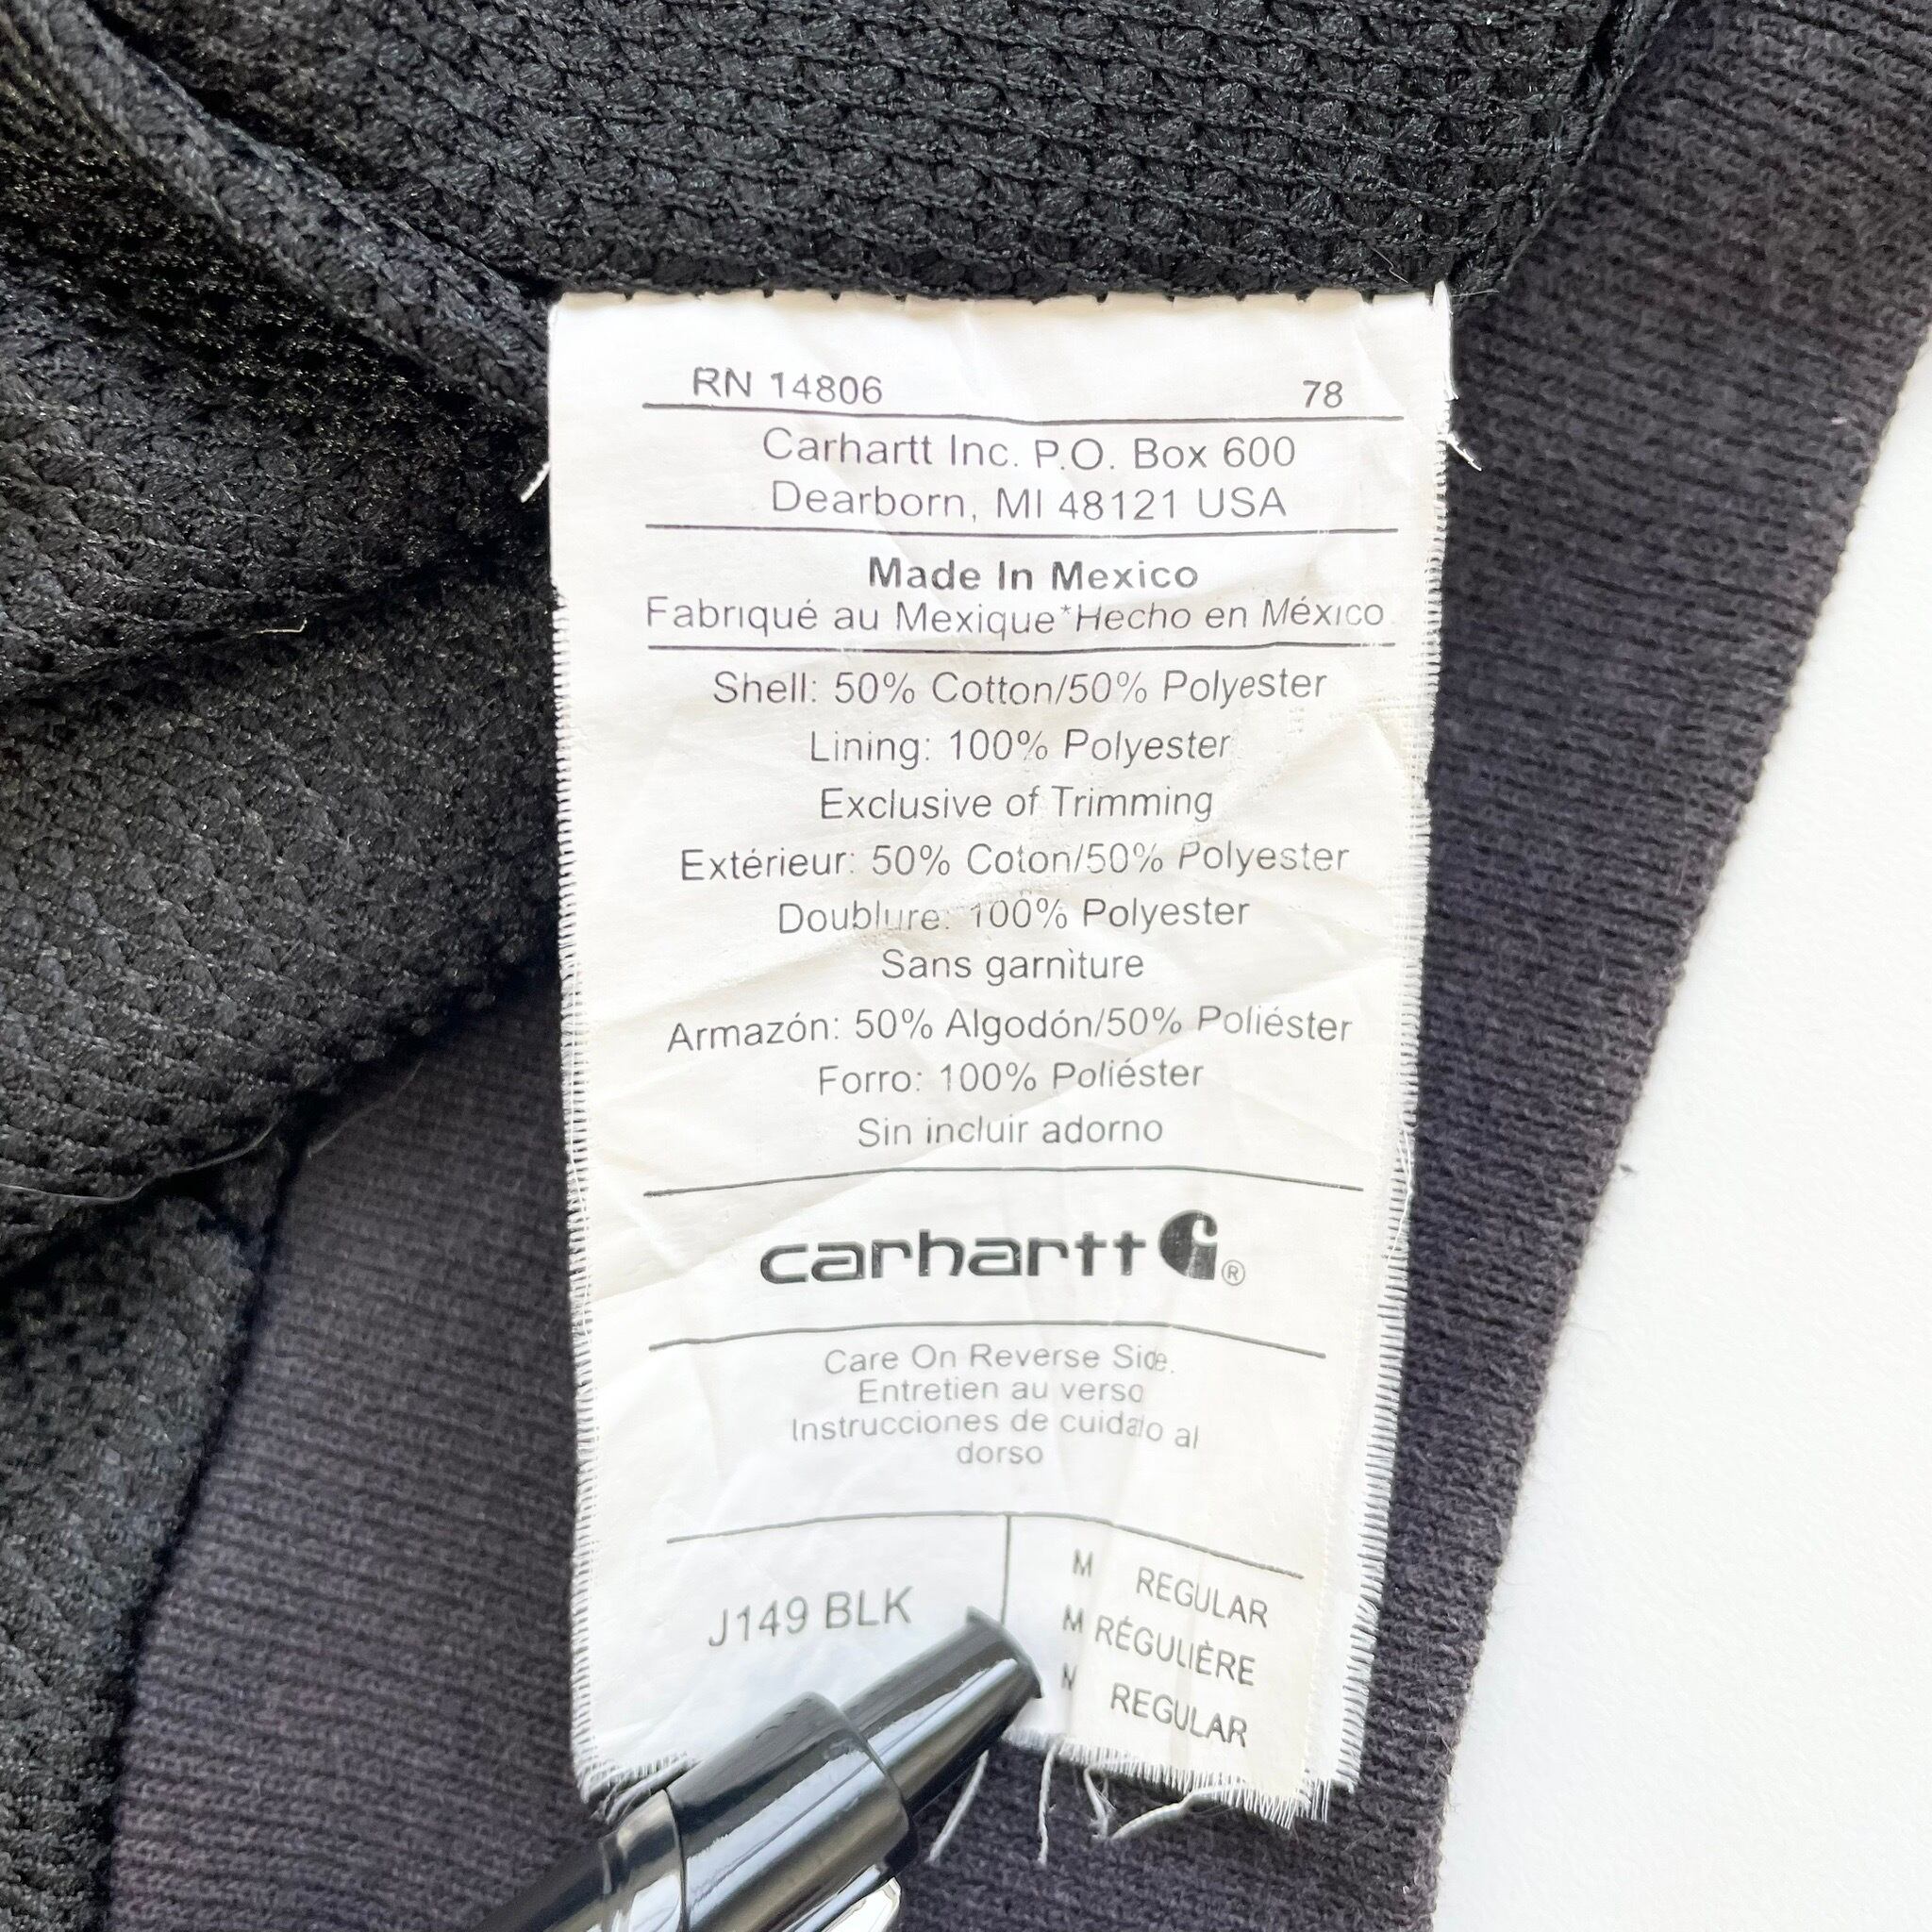 RN 14806 78
Carhartt Inc. P.O. Box 600
Dearborn, MI 48121 USA
Made In Mexico
Fabriqué au Mexique*Hecho en México
Shell: 50% Cotton/50% Polyester
Lining: 100% Polyester
Exclusive of Trimming
Extérieur: 50% Coton/50% Polyester
Doublure: 100% Polyester
Sans garniture
Armazón: 50% Algodón/50% Poliéster
Forro: 100% Poliéster
Sin incluir adorno
carhartt ®
Care On Reverse Side.
Entretien au verso
Instrucciones de cuidado al
dorso
J149 BLK
M REGULAR
M RÉGULIÈRE
M REGULAR